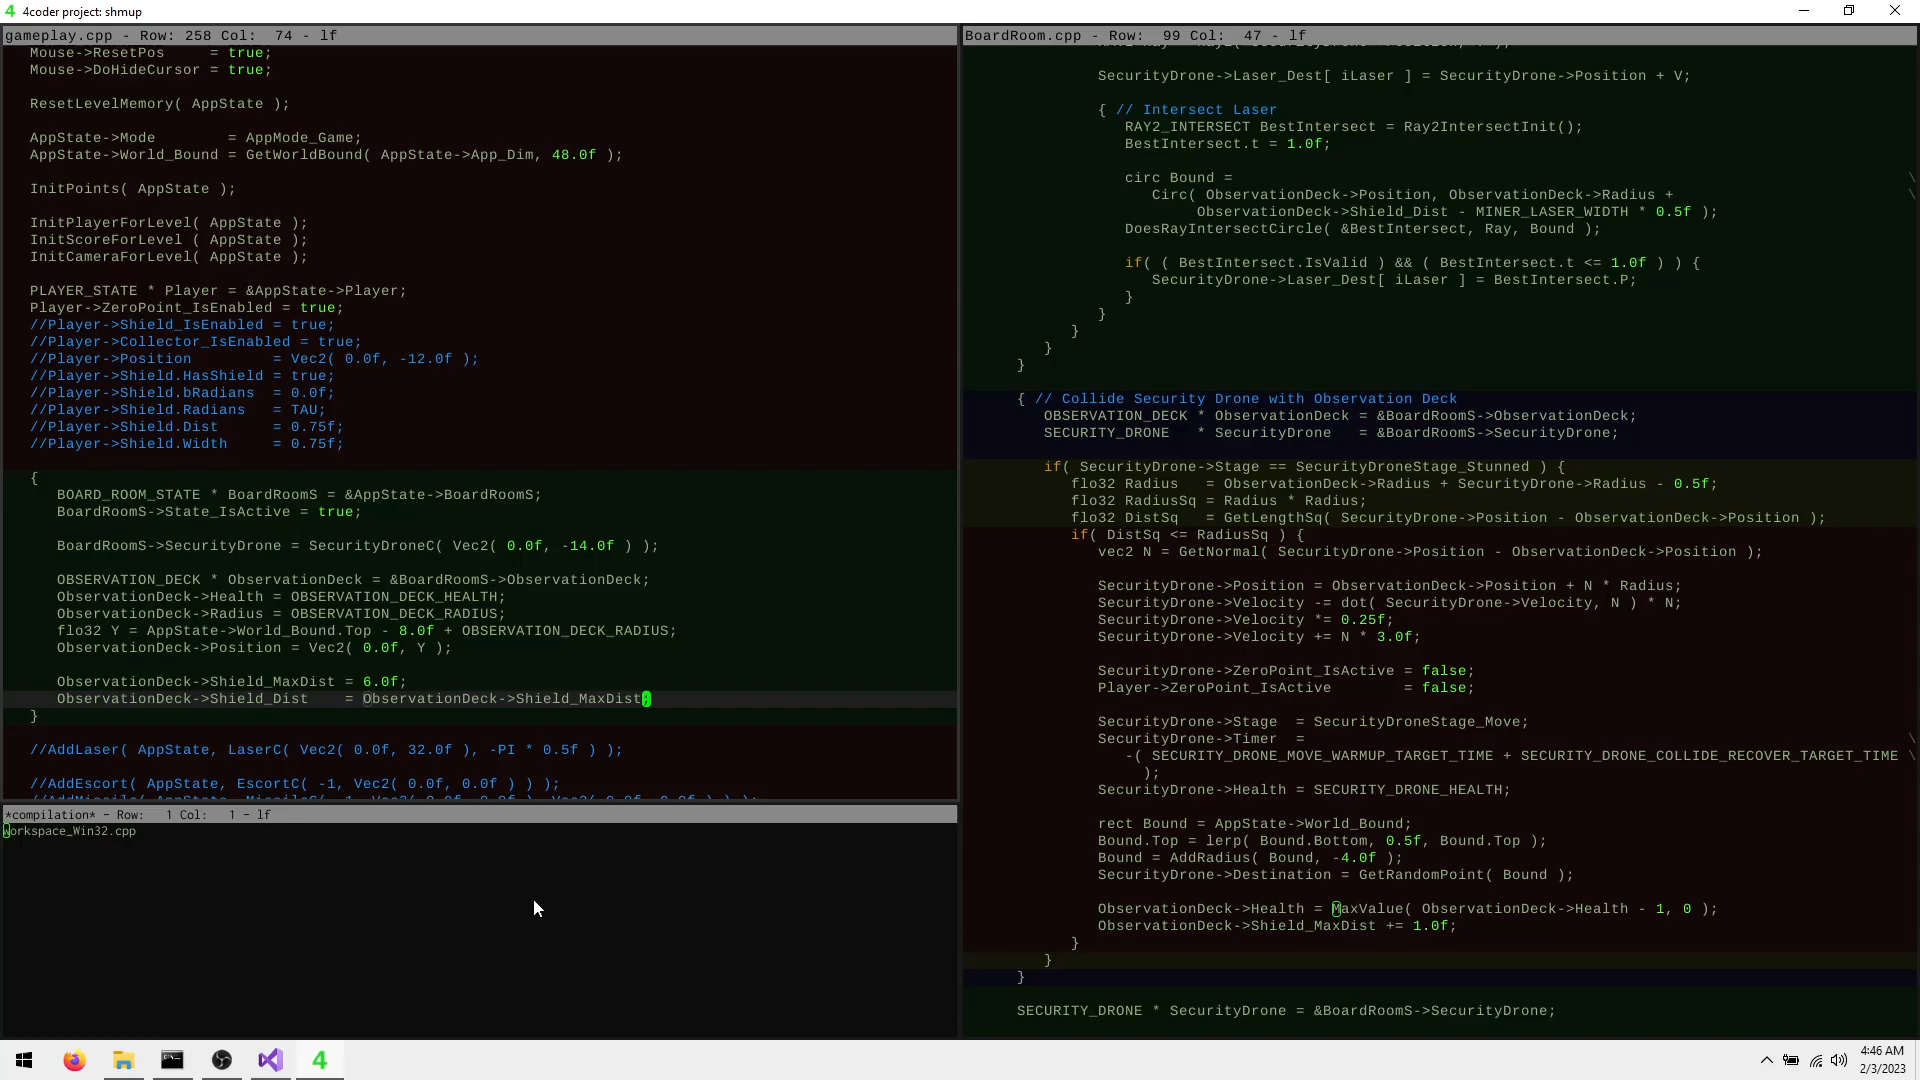 4coder project: shmup
gameplay.cpp - Row: 258 Col:  74 - lf
Mouse->ResetPos     = true;
Mouse->DoHideCursor = true;
ResetLevelMemory( AppState );
AppState->Mode        = AppMode_Game;
AppState->World_Bound = GetWorldBound( AppState->App_Dim, 48.0f );
InitPoints( AppState );
InitPlayerForLevel( AppState );
InitScoreForLevel ( AppState );
InitCameraForLevel( AppState );
PLAYER_STATE * Player = &AppState->Player;
Player->ZeroPoint_IsEnabled = true;
//Player->Shield_IsEnabled = true;
//Player->Collector_IsEnabled = true;
//Player->Position         = Vec2( 0.0f, -12.0f );
//Player->Shield.HasShield = true;
//Player->Shield.bRadians  = 0.0f;
//Player->Shield.Radians   = TAU;
//Player->Shield.Dist      = 0.75f;
//Player->Shield.Width     = 0.75f;
{
BOARD_ROOM_STATE * BoardRoomS = &AppState->BoardRoomS;
BoardRoomS->State_IsActive = true;
BoardRoomS->SecurityDrone = SecurityDroneC( Vec2( 0.0f, -14.0f ) );
OBSERVATION_DECK * ObservationDeck = &BoardRoomS->ObservationDeck;
ObservationDeck->Health = OBSERVATION_DECK_HEALTH;
ObservationDeck->Radius = OBSERVATION_DECK_RADIUS;
flo32 Y = AppState->World_Bound.Top - 8.0f + OBSERVATION_DECK_RADIUS;
ObservationDeck->Position = Vec2( 0.0f, Y );
ObservationDeck->Shield_MaxDist = 6.0f;
ObservationDeck->Shield_Dist    = ObservationDeck->Shield_MaxDist;
}
//AddLaser( AppState, LaserC( Vec2( 0.0f, 32.0f ), -PI * 0.5f ) );
//AddEscort( AppState, EscortC( -1, Vec2( 0.0f, 0.0f ) ) );
*compilation* - Row:   1 Col:   1 - lf
workspace_Win32.cpp
BoardRoom.cpp - Row:  99 Col:  47 - lf
SecurityDrone->Laser_Dest[ iLaser ] = SecurityDrone->Position + V;
{ // Intersect Laser
RAY2_INTERSECT BestIntersect = Ray2IntersectInit();
BestIntersect.t = 1.0f;
circ Bound = \
Circ( ObservationDeck->Position, ObservationDeck->Radius + \
ObservationDeck->Shield_Dist - MINER_LASER_WIDTH * 0.5f );
DoesRayIntersectCircle( &BestIntersect, Ray, Bound );
if( ( BestIntersect.IsValid ) && ( BestIntersect.t <= 1.0f ) ) {
SecurityDrone->Laser_Dest[ iLaser ] = BestIntersect.P;
}
}
}
}
}
{ // Collide Security Drone with Observation Deck
OBSERVATION_DECK * ObservationDeck = &BoardRoomS->ObservationDeck;
SECURITY_DRONE   * SecurityDrone   = &BoardRoomS->SecurityDrone;
if( SecurityDrone->Stage == SecurityDroneStage_Stunned ) {
flo32 Radius   = ObservationDeck->Radius + SecurityDrone->Radius - 0.5f;
flo32 RadiusSq = Radius * Radius;
flo32 DistSq   = GetLengthSq( SecurityDrone->Position - ObservationDeck->Position );
if( DistSq <= RadiusSq ) {
vec2 N = GetNormal( SecurityDrone->Position - ObservationDeck->Position );
SecurityDrone->Position = ObservationDeck->Position + N * Radius;
SecurityDrone->Velocity -= dot( SecurityDrone->Velocity, N ) * N;
SecurityDrone->Velocity *= 0.25f;
SecurityDrone->Velocity += N * 3.0f;
SecurityDrone->ZeroPoint_IsActive = false;
Player->ZeroPoint_IsActive        = false;
SecurityDrone->Stage  = SecurityDroneStage_Move;
SecurityDrone->Timer  = \
-( SECURITY_DRONE_MOVE_WARMUP_TARGET_TIME + SECURITY_DRONE_COLLIDE_RECOVER_TARGET_TIME \
);
SecurityDrone->Health = SECURITY_DRONE_HEALTH;
rect Bound = AppState->World_Bound;
Bound.Top = lerp( Bound.Bottom, 0.5f, Bound.Top );
Bound = AddRadius( Bound, -4.0f );
SecurityDrone->Destination = GetRandomPoint( Bound );
ObservationDeck->Health = MaxValue( ObservationDeck->Health - 1, 0 );
ObservationDeck->Shield_MaxDist += 1.0f;
}
}
}
SECURITY_DRONE * SecurityDrone = &BoardRoomS->SecurityDrone;
4:46 AM
2/3/2023